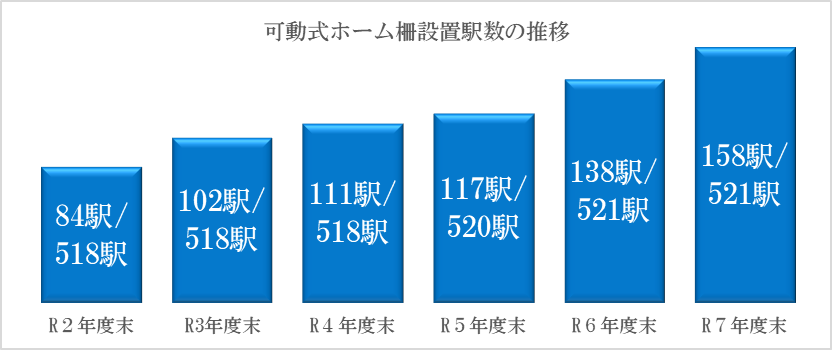 可動式ホーム柵設置駅数の推移
84駅/
518駅
102駅/
518駅
111駅/
518駅
117駅/
520駅
138駅/
521駅
158駅/
521駅
R２年度末
R3年度末
R４年度末
R５年度末
R６年度末
R７年度末